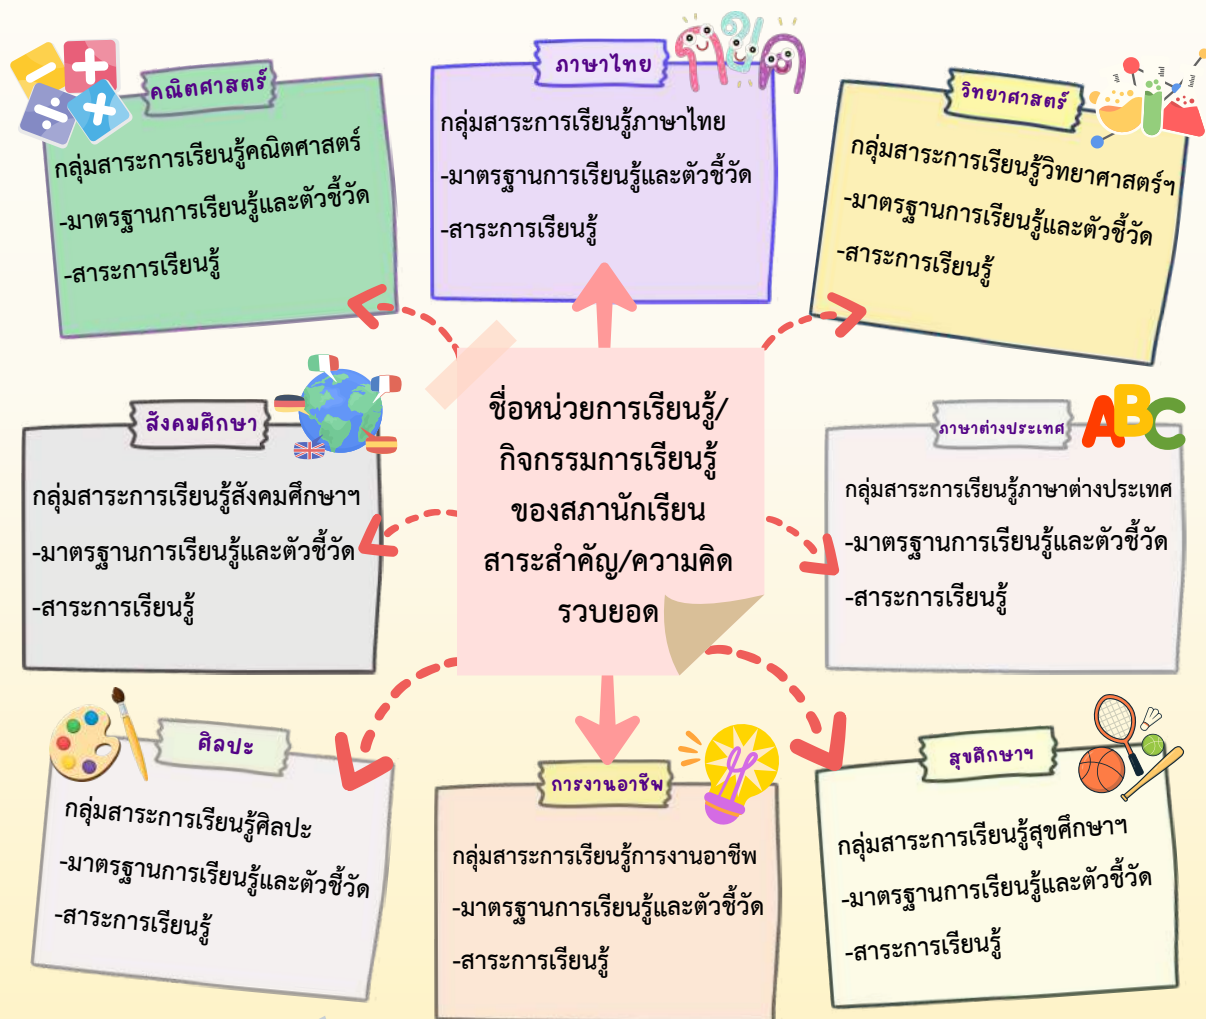 คณิตศาสตร์
กลุ่มสาระการเรียนรู้คณิตศาสตร์
-มาตรฐานการเรียนรู้และตัวชี้วัด
-สาระการเรียนรู้
ภาษาไทย
ก ข ค
กลุ่มสาระการเรียนรู้ภาษาไทย
-มาตรฐานการเรียนรู้และตัวชี้วัด
-สาระการเรียนรู้
วิทยาศาสตร์
กลุ่มสาระการเรียนรู้วิทยาศาสตร์ฯ
-มาตรฐานการเรียนรู้และตัวชี้วัด
-สาระการเรียนรู้
สังคมศึกษา
กลุ่มสาระการเรียนรู้สังคมศึกษาฯ
-มาตรฐานการเรียนรู้และตัวชี้วัด
-สาระการเรียนรู้
ชื่อหน่วยการเรียนรู้/
กิจกรรมการเรียนรู้
ของสภานักเรียน
สาระสำคัญ/ความคิด
รวบยอด
ภาษาต่างประเทศ
ABC
กลุ่มสาระการเรียนรู้ภาษาต่างประเทศ
-มาตรฐานการเรียนรู้และตัวชี้วัด
-สาระการเรียนรู้
ศิลปะ
กลุ่มสาระการเรียนรู้ศิลปะ
-มาตรฐานการเรียนรู้และตัวชี้วัด
-สาระการเรียนรู้
การงานอาชีพ
กลุ่มสาระการเรียนรู้การงานอาชีพ
-มาตรฐานการเรียนรู้และตัวชี้วัด
-สาระการเรียนรู้
สุขศึกษาฯ
กลุ่มสาระการเรียนรู้สุขศึกษาฯ
-มาตรฐานการเรียนรู้และตัวชี้วัด
-สาระการเรียนรู้